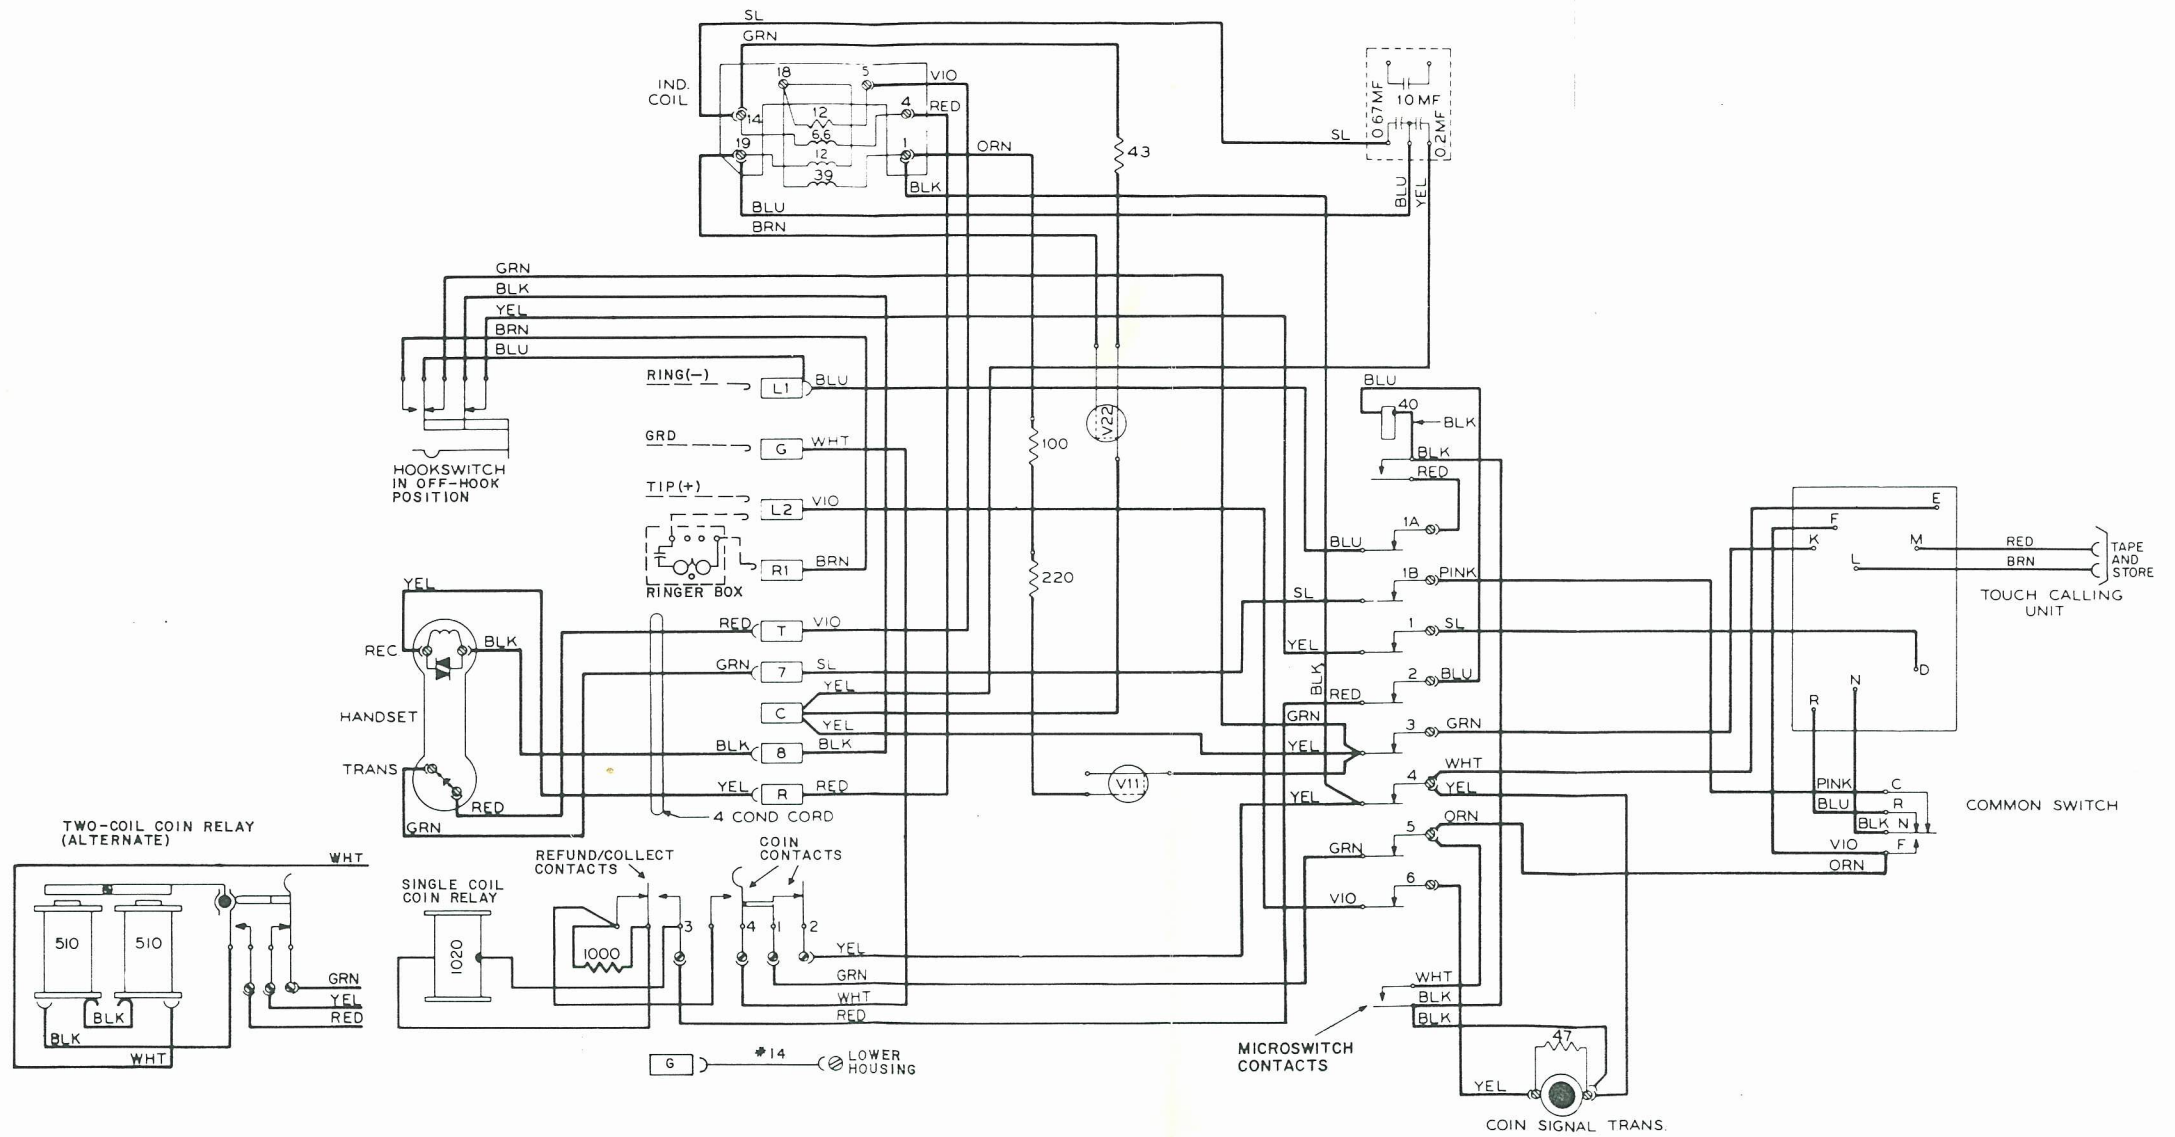 SL
GRN
IND.
COIL
18
5
VIO
4
RED
14
12
6.6
19
12
1
ORN
39
BLK
BLU
BRN
43
SL
0.67MF
10 MF
0.2MF
BLU
YEL
GRN
BLK
YEL
BRN
BLU
HOOKSWITCH
IN OFF-HOOK
POSITION
RING(-)
L1
BLU
GRD
G
WHT
TIP(+)
L2
VIO
R1
BRN
RINGER BOX
V22
100
220
BLU
40
BLK
BLK
RED
1A
BLU
1B
PINK
SL
1
SL
YEL
2
BLU
BLK
RED
GRN
3
GRN
YEL
4
WHT
YEL
YEL
5
ORN
GRN
6
VIO
YEL
REC
BLK
HANDSET
TRANS
RED
GRN
RED
T
VIO
GRN
7
SL
YEL
C
YEL
BLK
8
BLK
YEL
R
RED
4 COND CORD
V11
E
F
K
M
RED
L
BRN
TAPE
AND
STORE
TOUCH CALLING
UNIT
D
N
R
PINK
C
BLU
R
BLK
N
VIO
F
ORN
COMMON SWITCH
TWO-COIL COIN RELAY
(ALTERNATE)
WHT
510
510
GRN
YEL
RED
BLK
BLK
WHT
SINGLE COIL
COIN RELAY
1020
REFUND/COLLECT
CONTACTS
COIN
CONTACTS
1000
3
4
1
2
YEL
GRN
WHT
RED
G
#14
LOWER
HOUSING
MICROSWITCH
CONTACTS
WHT
BLK
BLK
47
YEL
COIN SIGNAL TRANS.